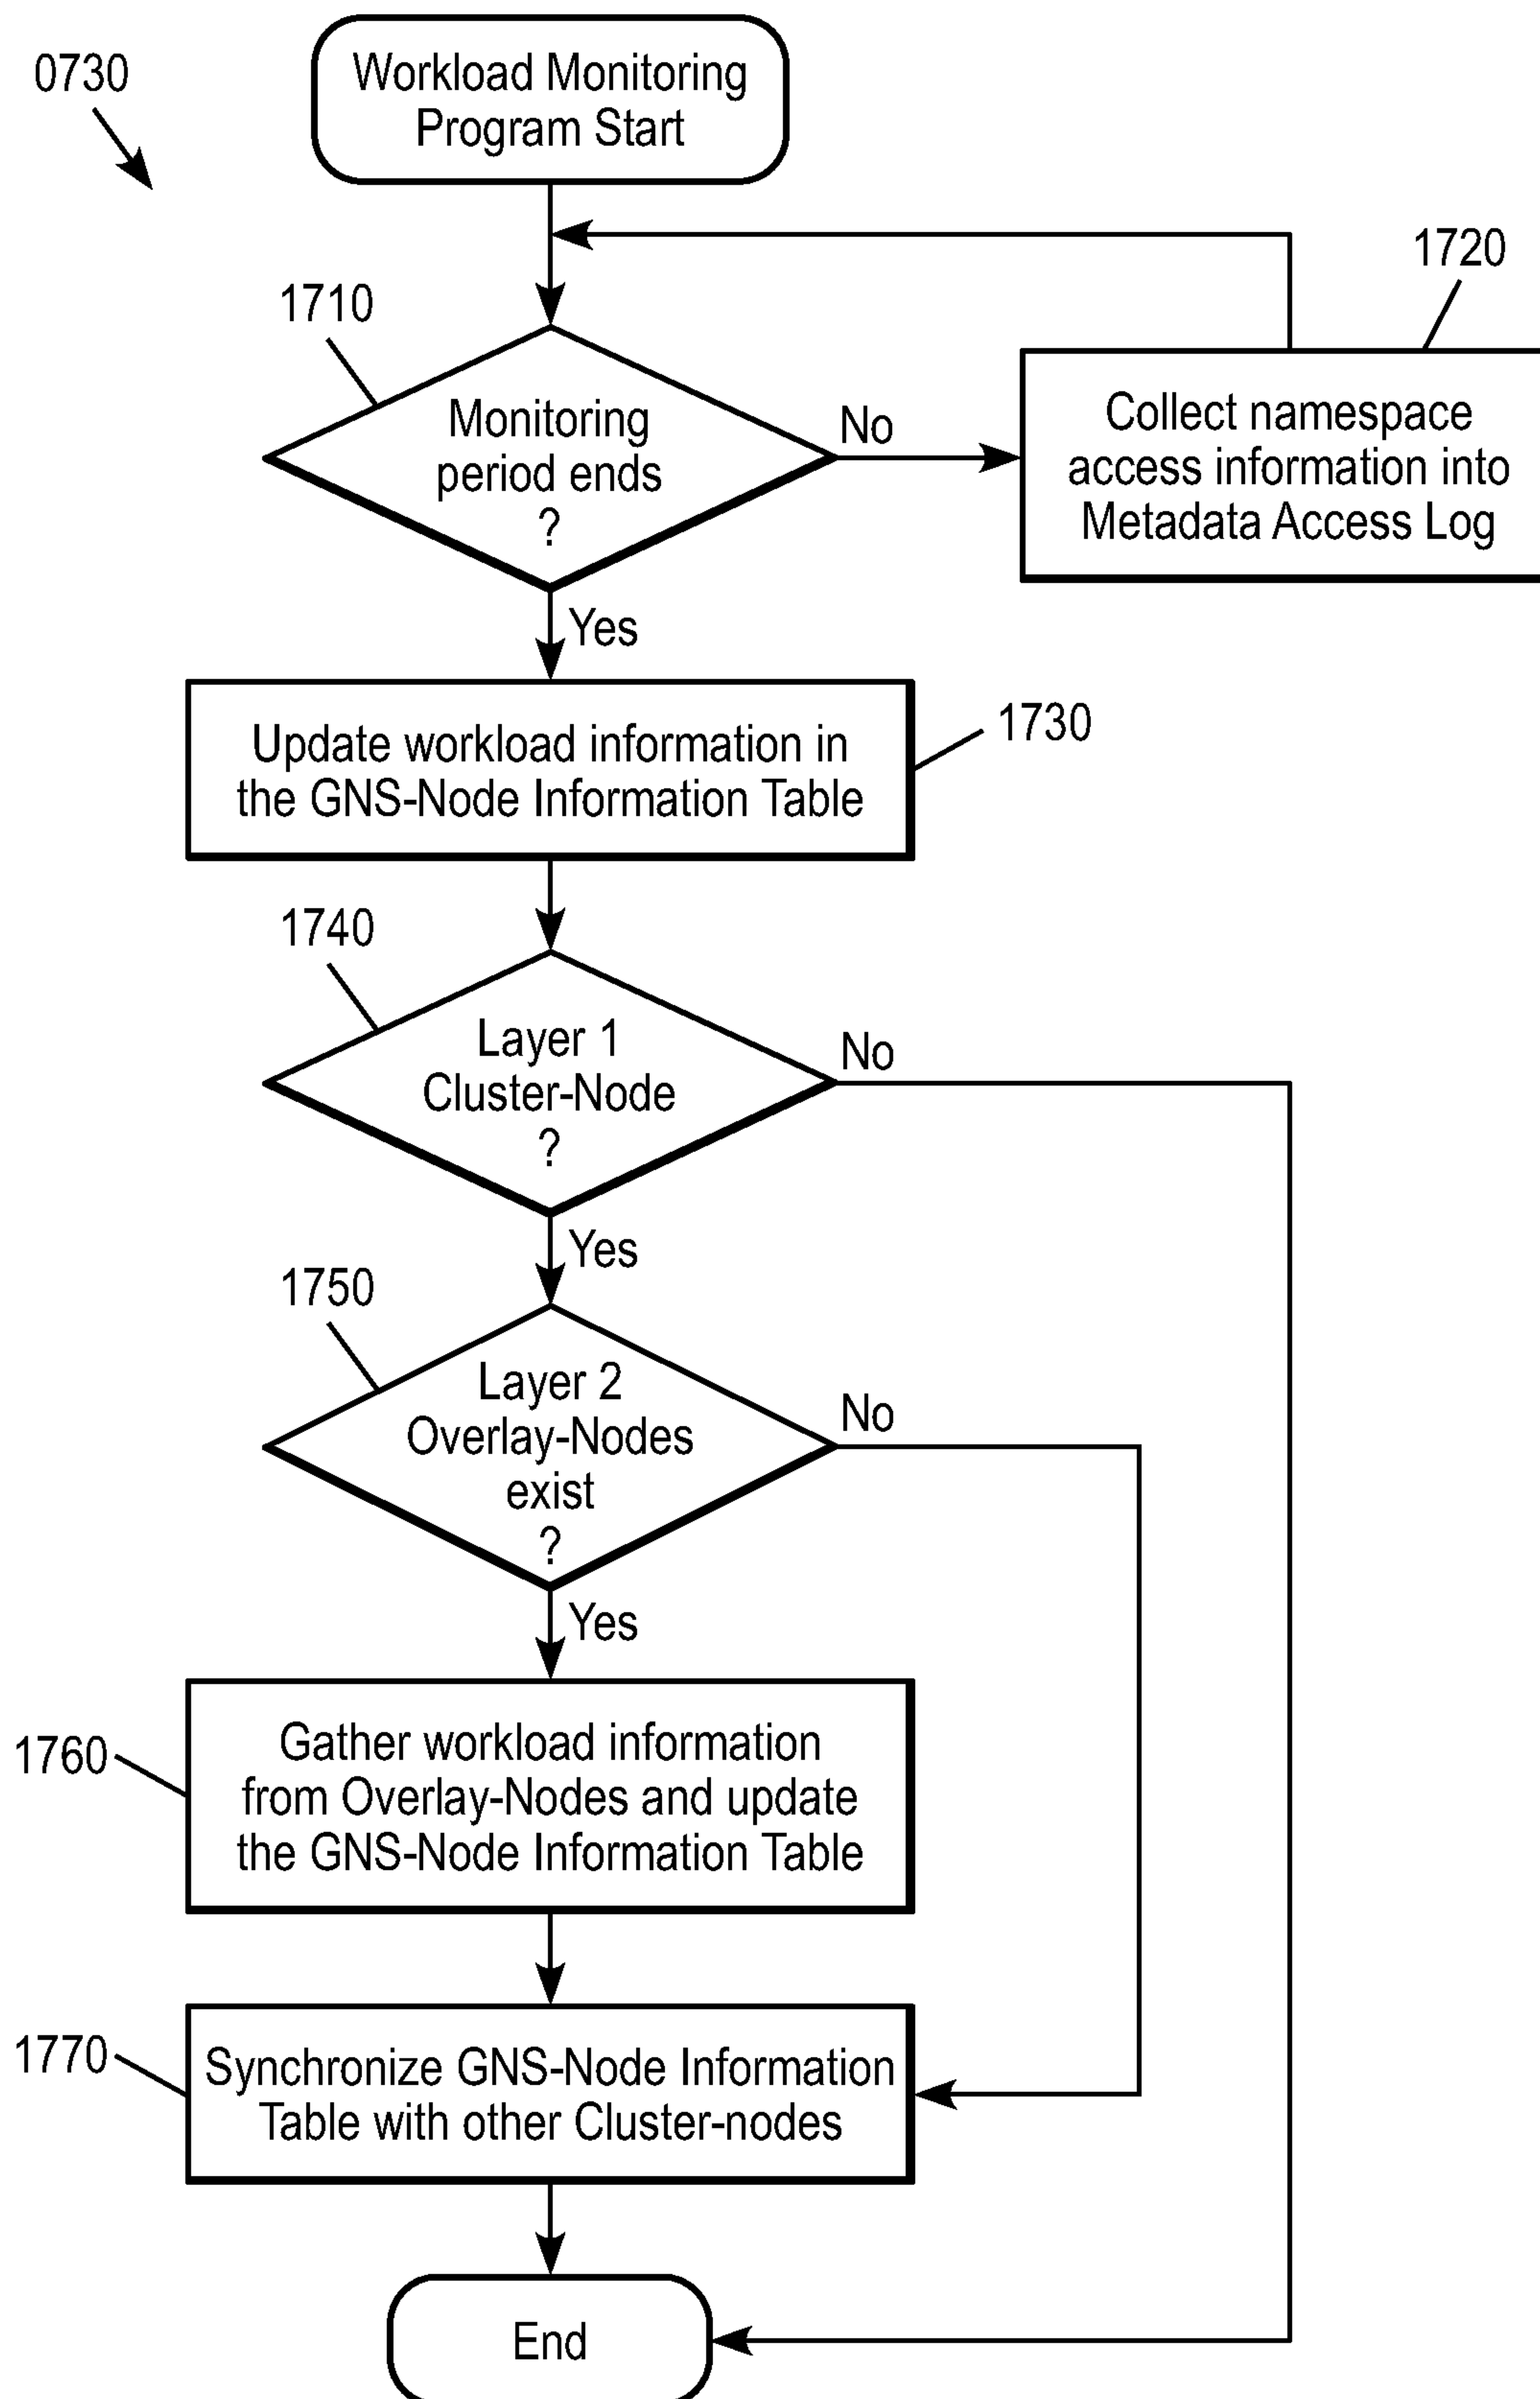 0730
Workload Monitoring
Program Start
1710
Monitoring
period ends
?
No
1720
Collect namespace
access information into
Metadata Access Log
Yes
Update workload information in
the GNS-Node Information Table
1730
1740
Layer 1
Cluster-Node
?
No
Yes
1750
Layer 2
Overlay-Nodes
exist
?
No
Yes
1760
Gather workload information
from Overlay-Nodes and update
the GNS-Node Information Table
1770
Synchronize GNS-Node Information
Table with other Cluster-nodes
End